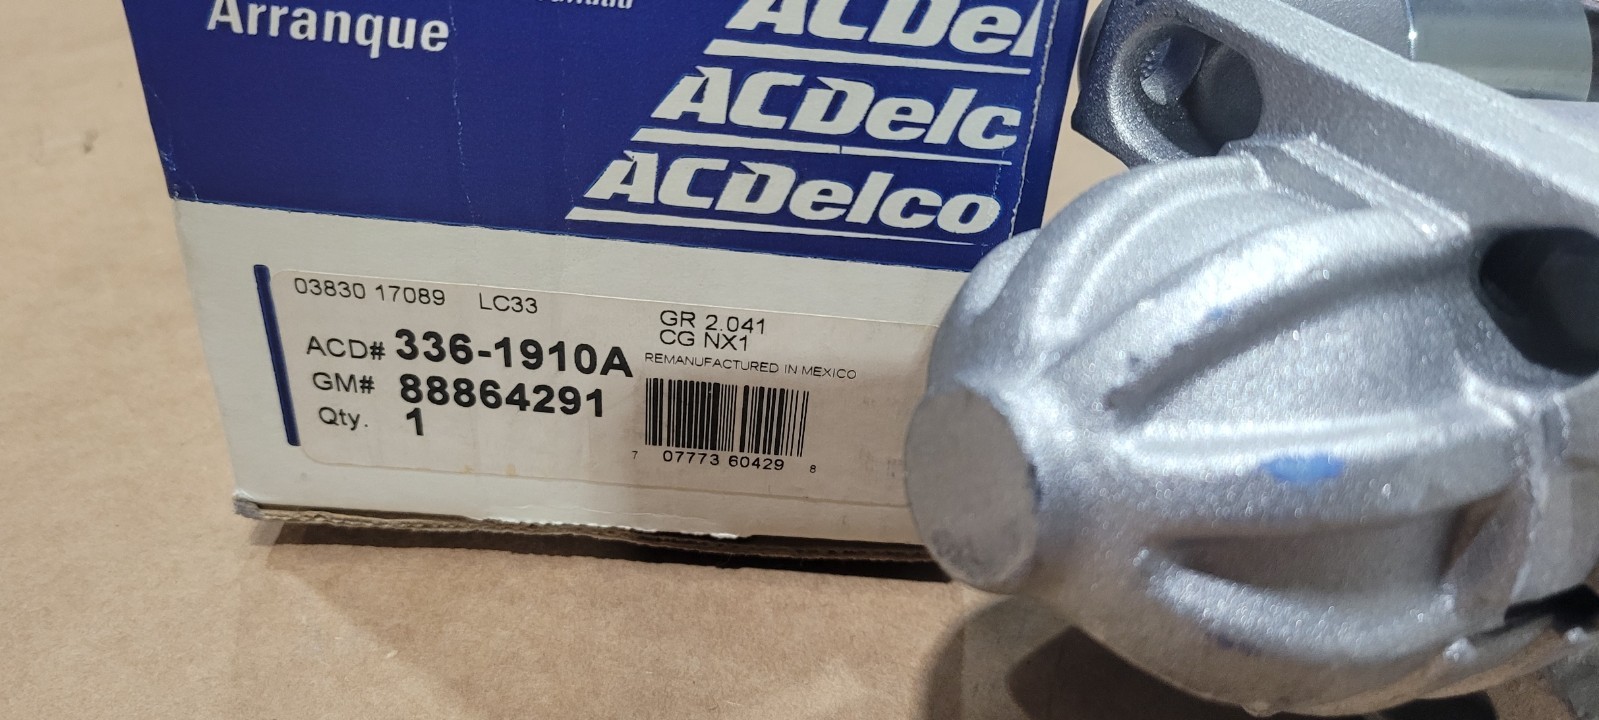 Arranque
ACDel
ACDelc
ACDelco
03830 17089 LC33
ACD# 336-1910A
GM# 88864291
Qty. 1
GR 2.041
CG NX1
REMANUFACTURED IN MEXICO
7 07773 60429 8